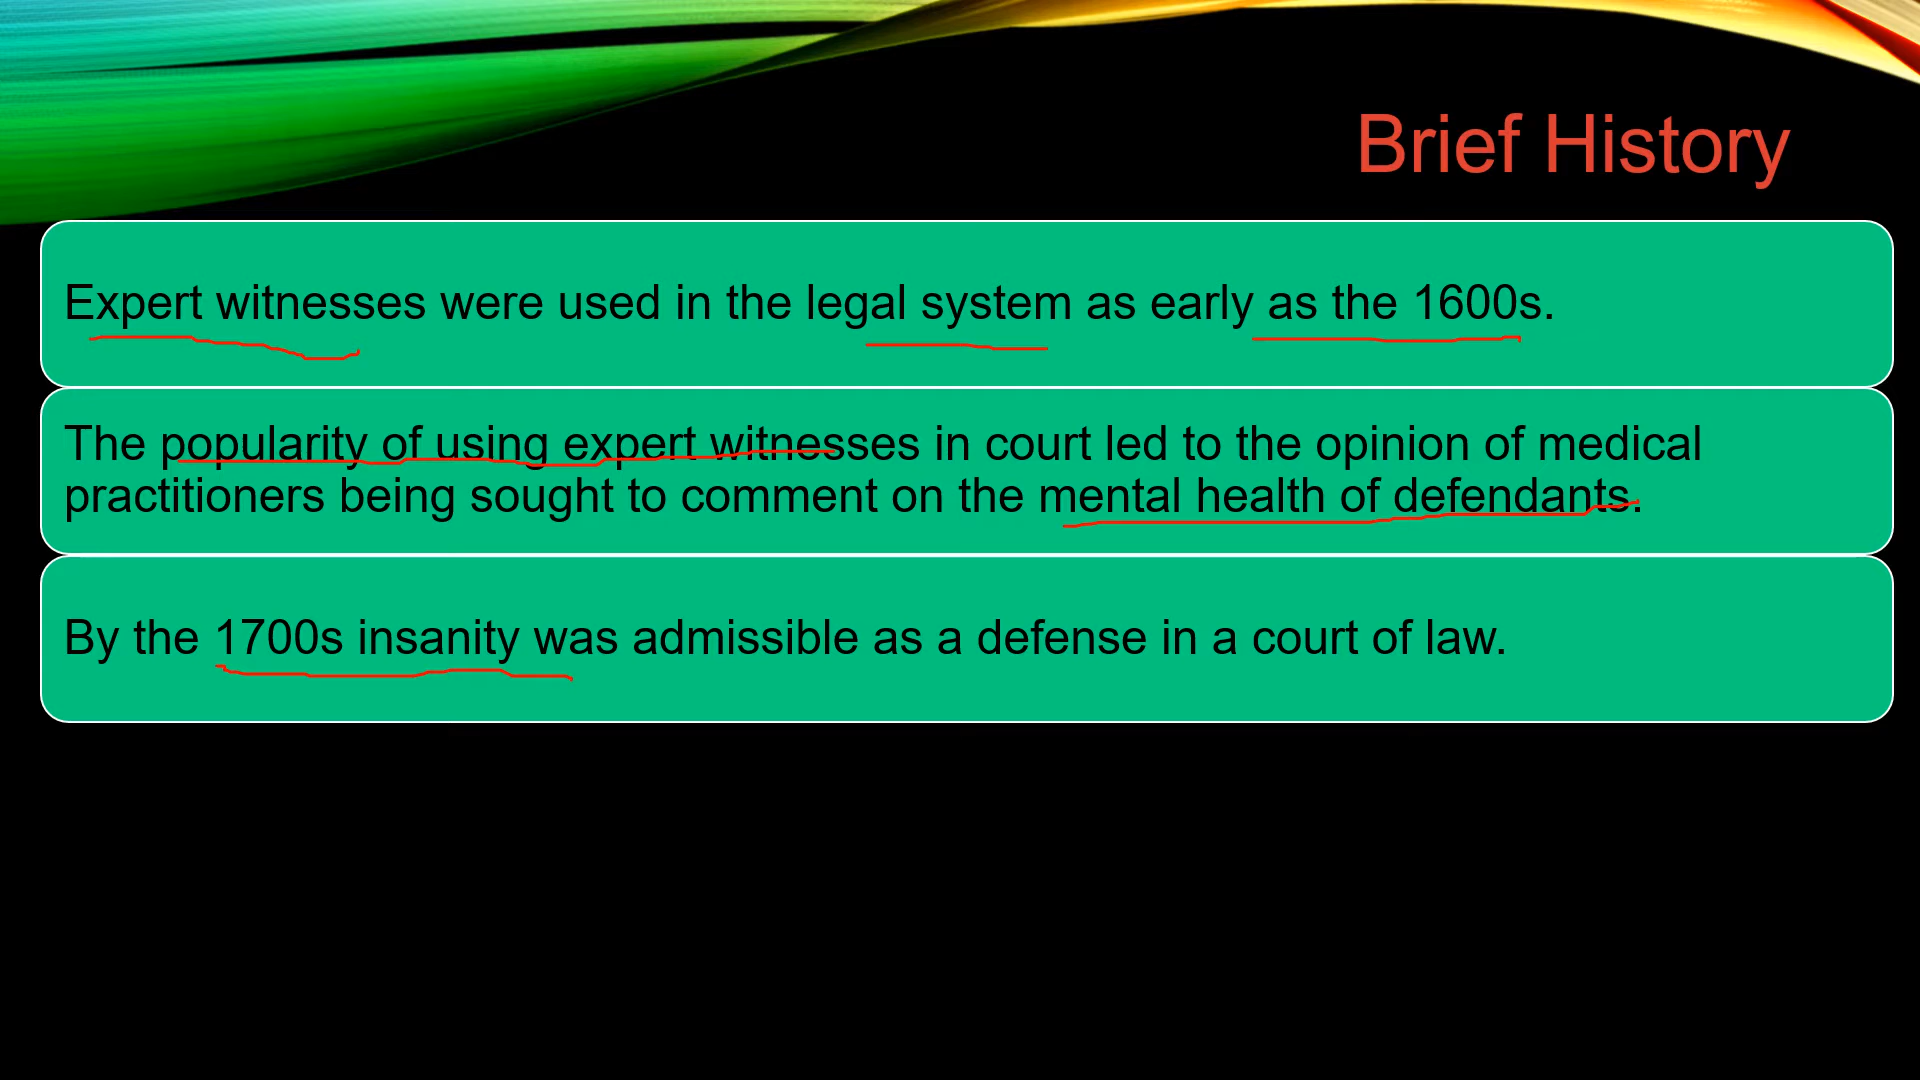 Brief History
Expert witnesses were used in the legal system as early as the 1600s.
The popularity of using expert witnesses in court led to the opinion of medical
practitioners being sought to comment on the mental health of defendants.
By the 1700s insanity was admissible as a defense in a court of law.